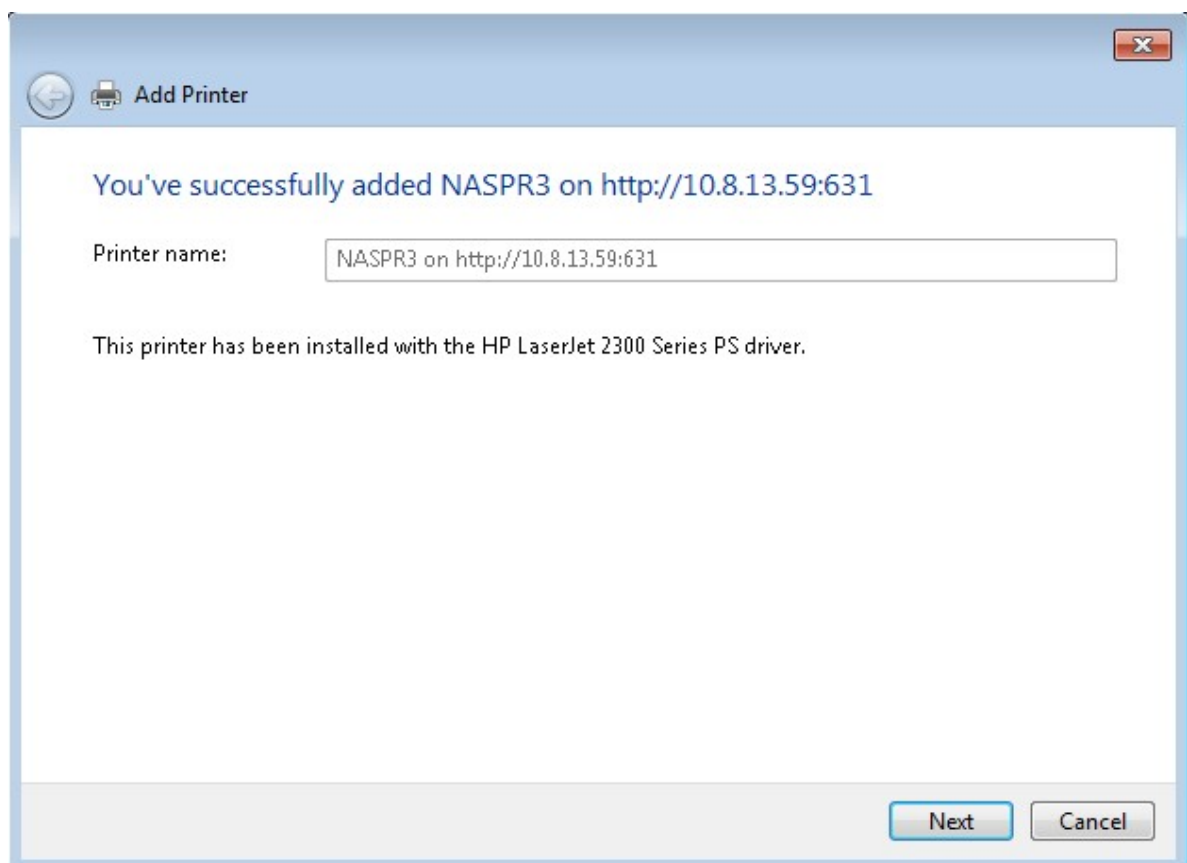 Add Printer
You've successfully added NASPR3 on http://10.8.13.59:631
Printer name:
NASPR3 on http://10.8.13.59:631
This printer has been installed with the HP LaserJet 2300 Series PS driver.
Next
Cancel